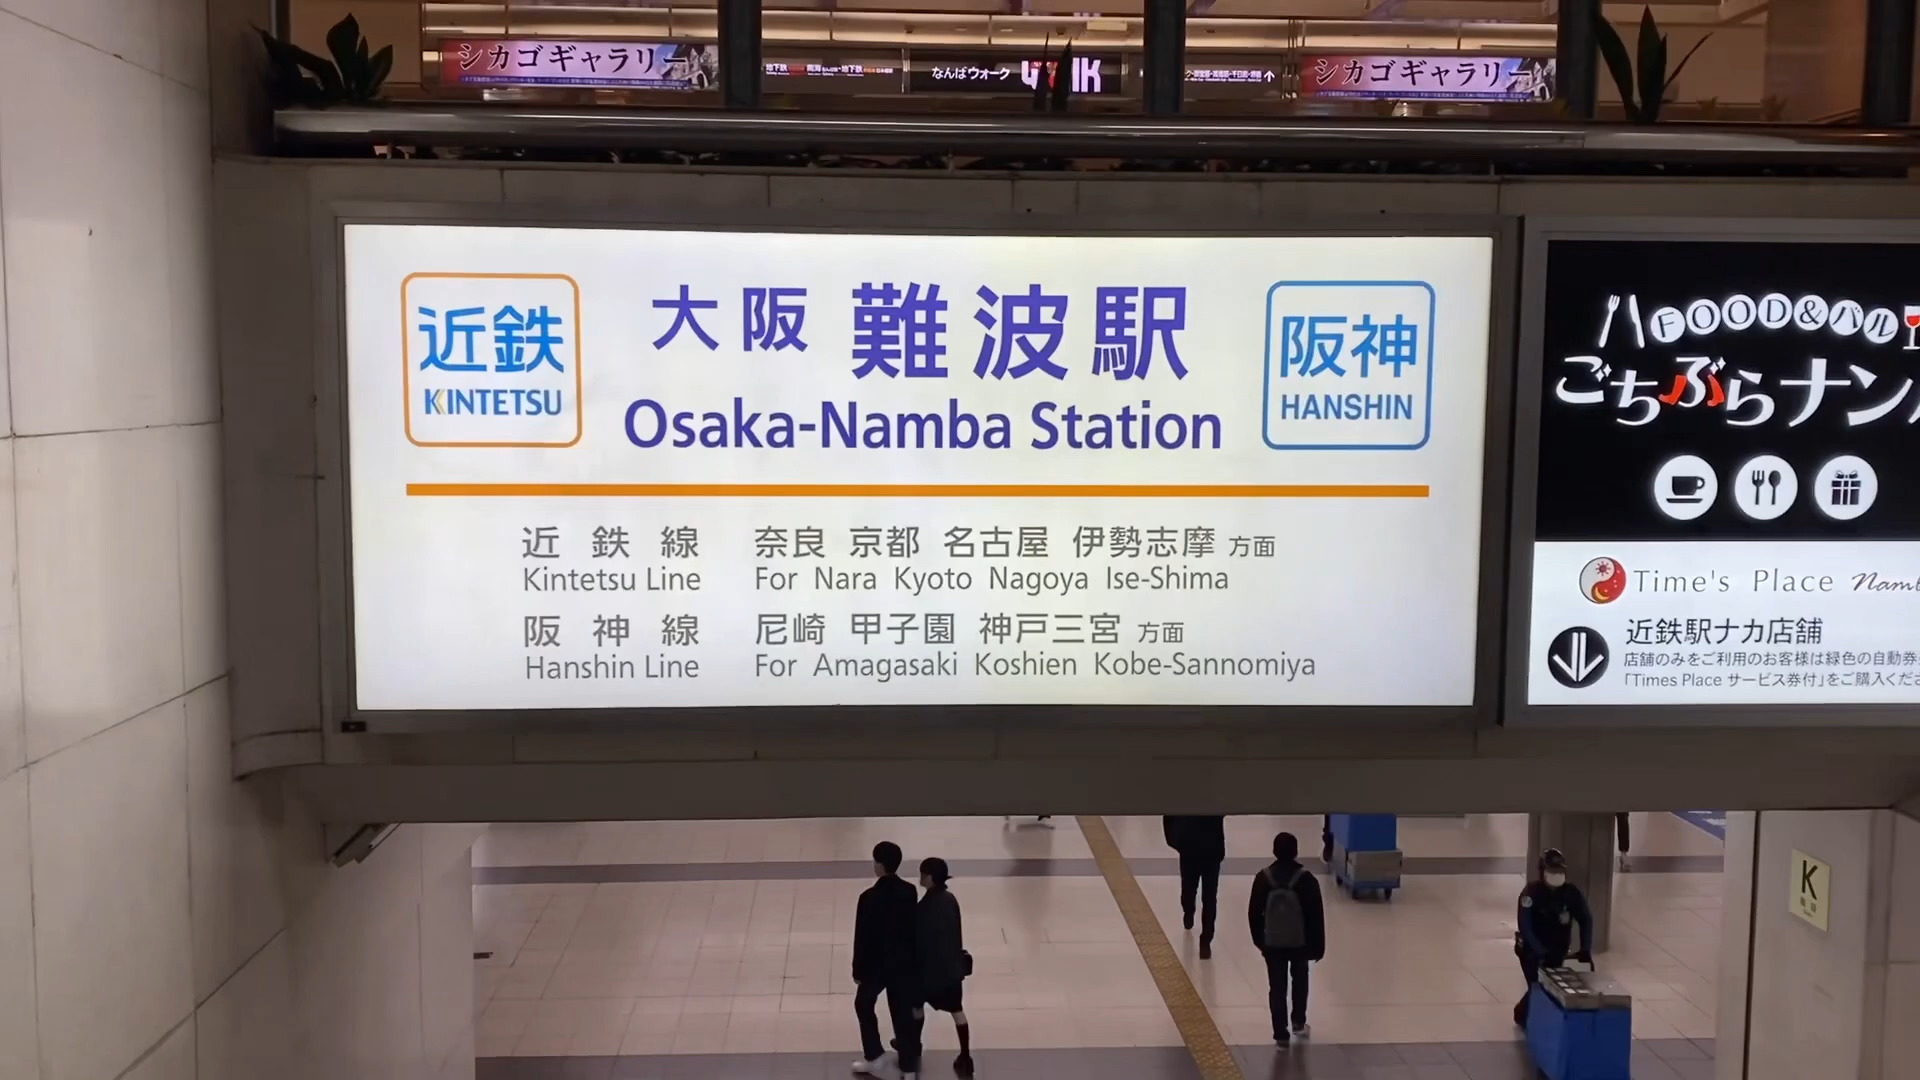 シカゴギャラリー
なんばウォーク
シカゴギャラリー
近鉄
KINTETSU
大阪 難波駅
Osaka-Namba Station
阪神
HANSHIN
近鉄線 奈良 京都 名古屋 伊勢志摩 方面
Kintetsu Line For Nara Kyoto Nagoya Ise-Shima
阪神線 尼崎 甲子園 神戸三宮 方面
Hanshin Line For Amagasaki Koshien Kobe-Sannomiya
FOOD&バル
ごちぶらナン
Time's Place
近鉄駅ナカ店舗
店舗のみをご利用のお客様は緑色の自動券
「Times Place サービス券付」をご購入くだ
K